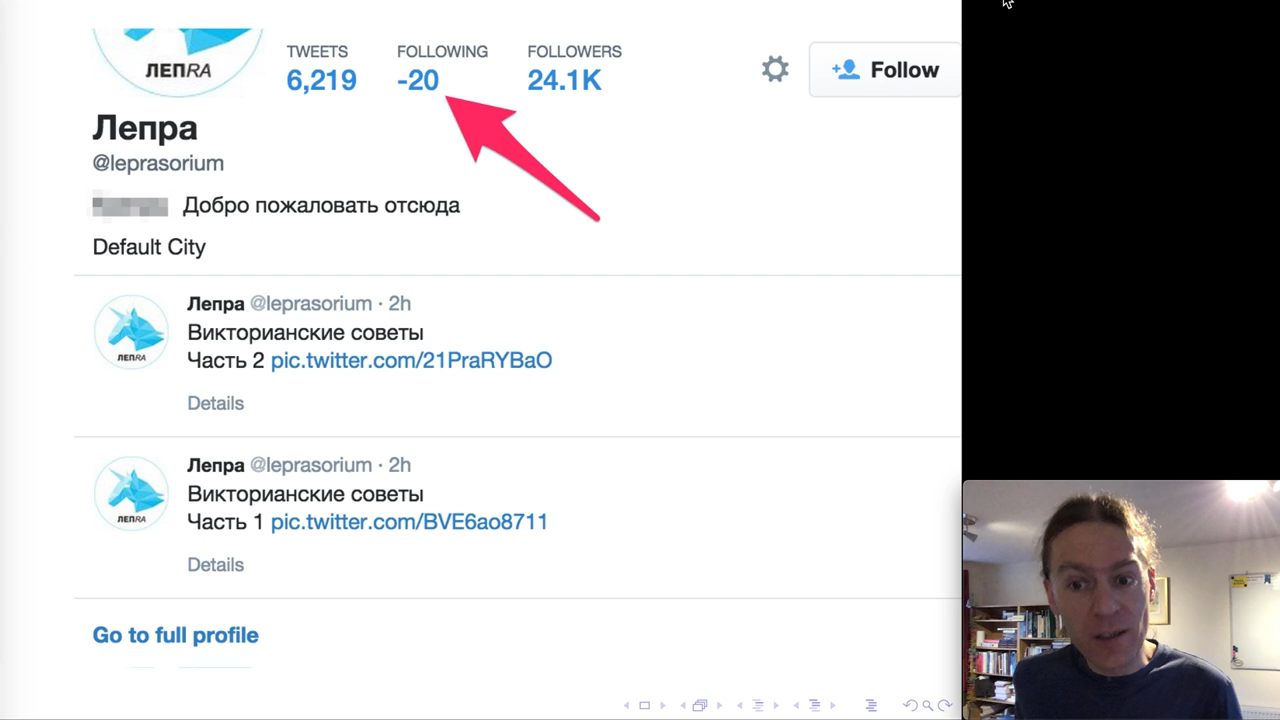 ЛЕПRA
TWEETS FOLLOWING FOLLOWERS
6,219 -20 24.1K
Follow
Лепра
@leprasorium
Добро пожаловать отсюда
Default City
Лепра @leprasorium · 2h
Викторианские советы
Часть 2 pic.twitter.com/21PraRYBaO
ЛЕПRA
Details
Лепра @leprasorium · 2h
Викторианские советы
Часть 1 pic.twitter.com/BVE6ao8711
ЛЕПRA
Details
Go to full profile